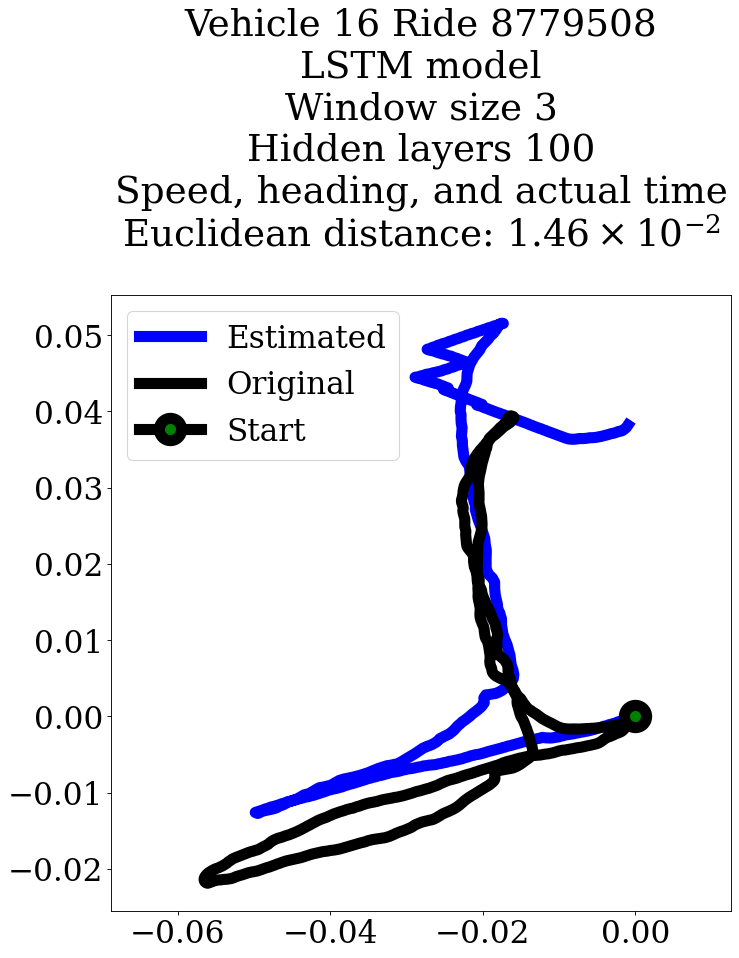 Vehicle 16 Ride 8779508
LSTM model
Window size 3
Hidden layers 100
Speed, heading, and actual time
Euclidean distance: 1.46 × 10⁻²
Estimated
Original
Start
0.05
0.04
0.03
0.02
0.01
0.00
−0.01
−0.02
−0.06 −0.04 −0.02 0.00